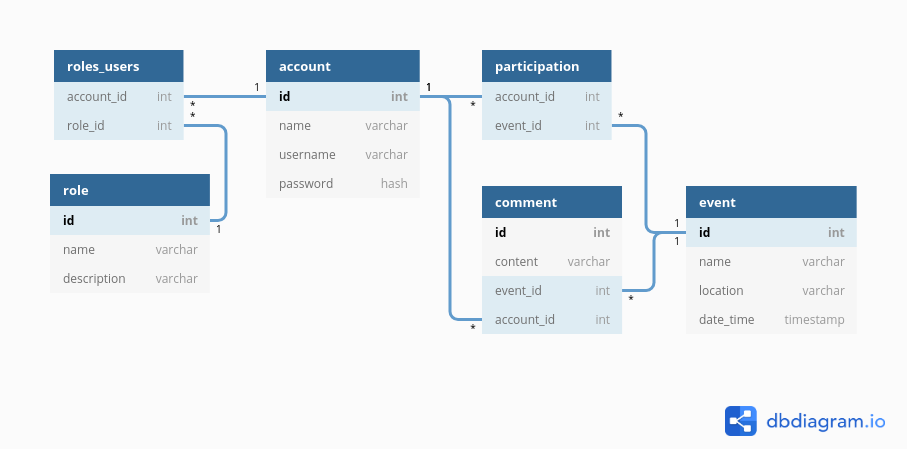 roles_users
account_id int
role_id int
1
*
*
role
id int
name varchar
description varchar
1
account
id int
name varchar
username varchar
password hash
1
*
*
participation
account_id int
event_id int
*
comment
id int
content varchar
event_id int
account_id int
*
1
1
event
id int
name varchar
location varchar
date_time timestamp
dbdiagram.io